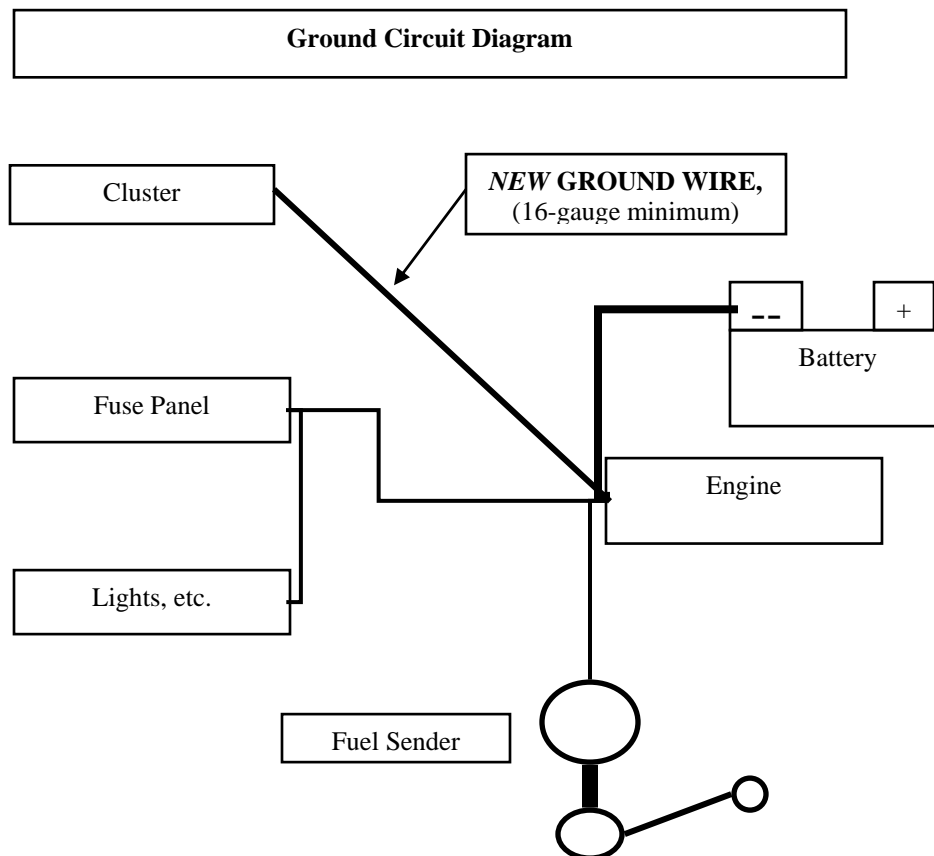 Ground Circuit Diagram
Cluster
NEW GROUND WIRE,
(16-gauge minimum)
-- +
Battery
Fuse Panel
Engine
Lights, etc.
Fuel Sender